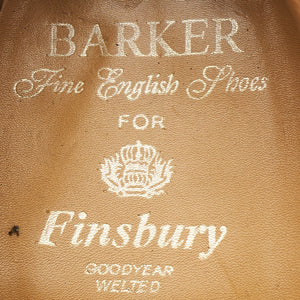 BARKER
Fine English Shoes
FOR
Finsbury
GOODYEAR
WELTED